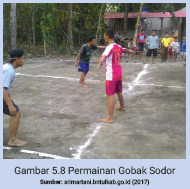 Gambar 5.8 Permainan Gobak Sodor
Sumber: srimartani.bntulkab.go.id (2017)